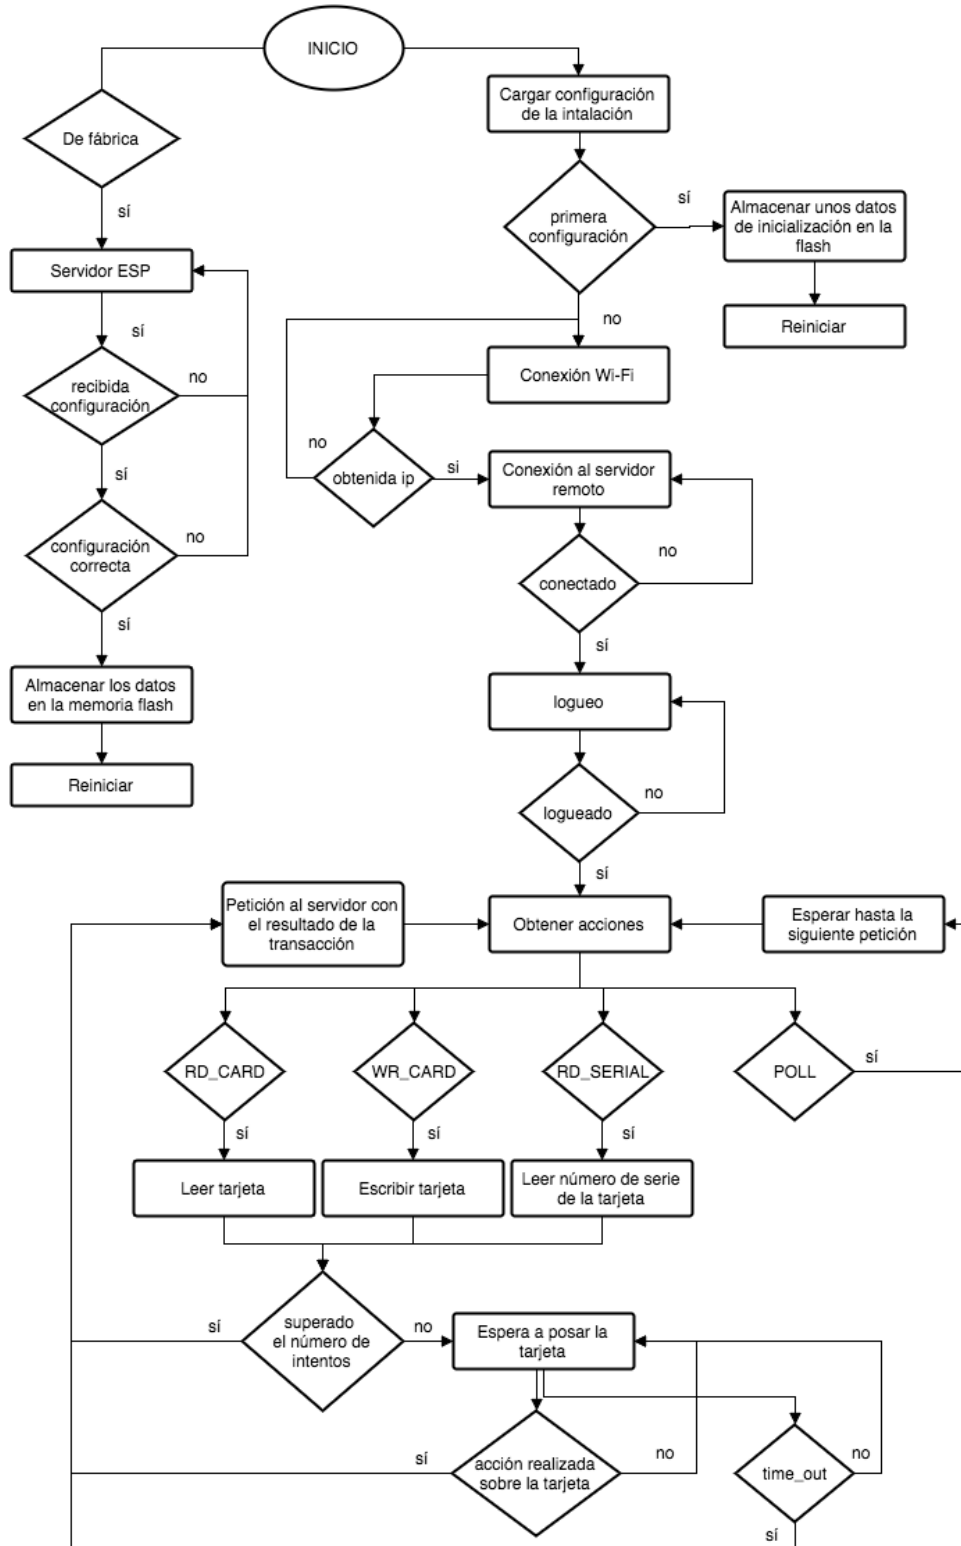 INICIO
Cargar configuración
de la intalación
De fábrica
sí
primera
configuración
sí
Almacenar unos datos
de inicialización en la
flash
Servidor ESP
sí
no
Reiniciar
recibida
configuración
no
Conexión Wi-Fi
sí
no
obtenida ip
si
Conexión al servidor
remoto
configuración
correcta
no
no
conectado
sí
sí
Almacenar los datos
en la memoria flash
logueo
Reiniciar
no
logueado
sí
Petición al servidor con
el resultado de la
transacción
Obtener acciones
Esperar hasta la
siguiente petición
RD_CARD
WR_CARD
RD_SERIAL
POLL
sí
sí
sí
sí
Leer tarjeta
Escribir tarjeta
Leer número de serie
de la tarjeta
superado
el número de
intentos
sí
no
Espera a posar la
tarjeta
sí
acción realizada
sobre la tarjeta
no
time_out
no
sí